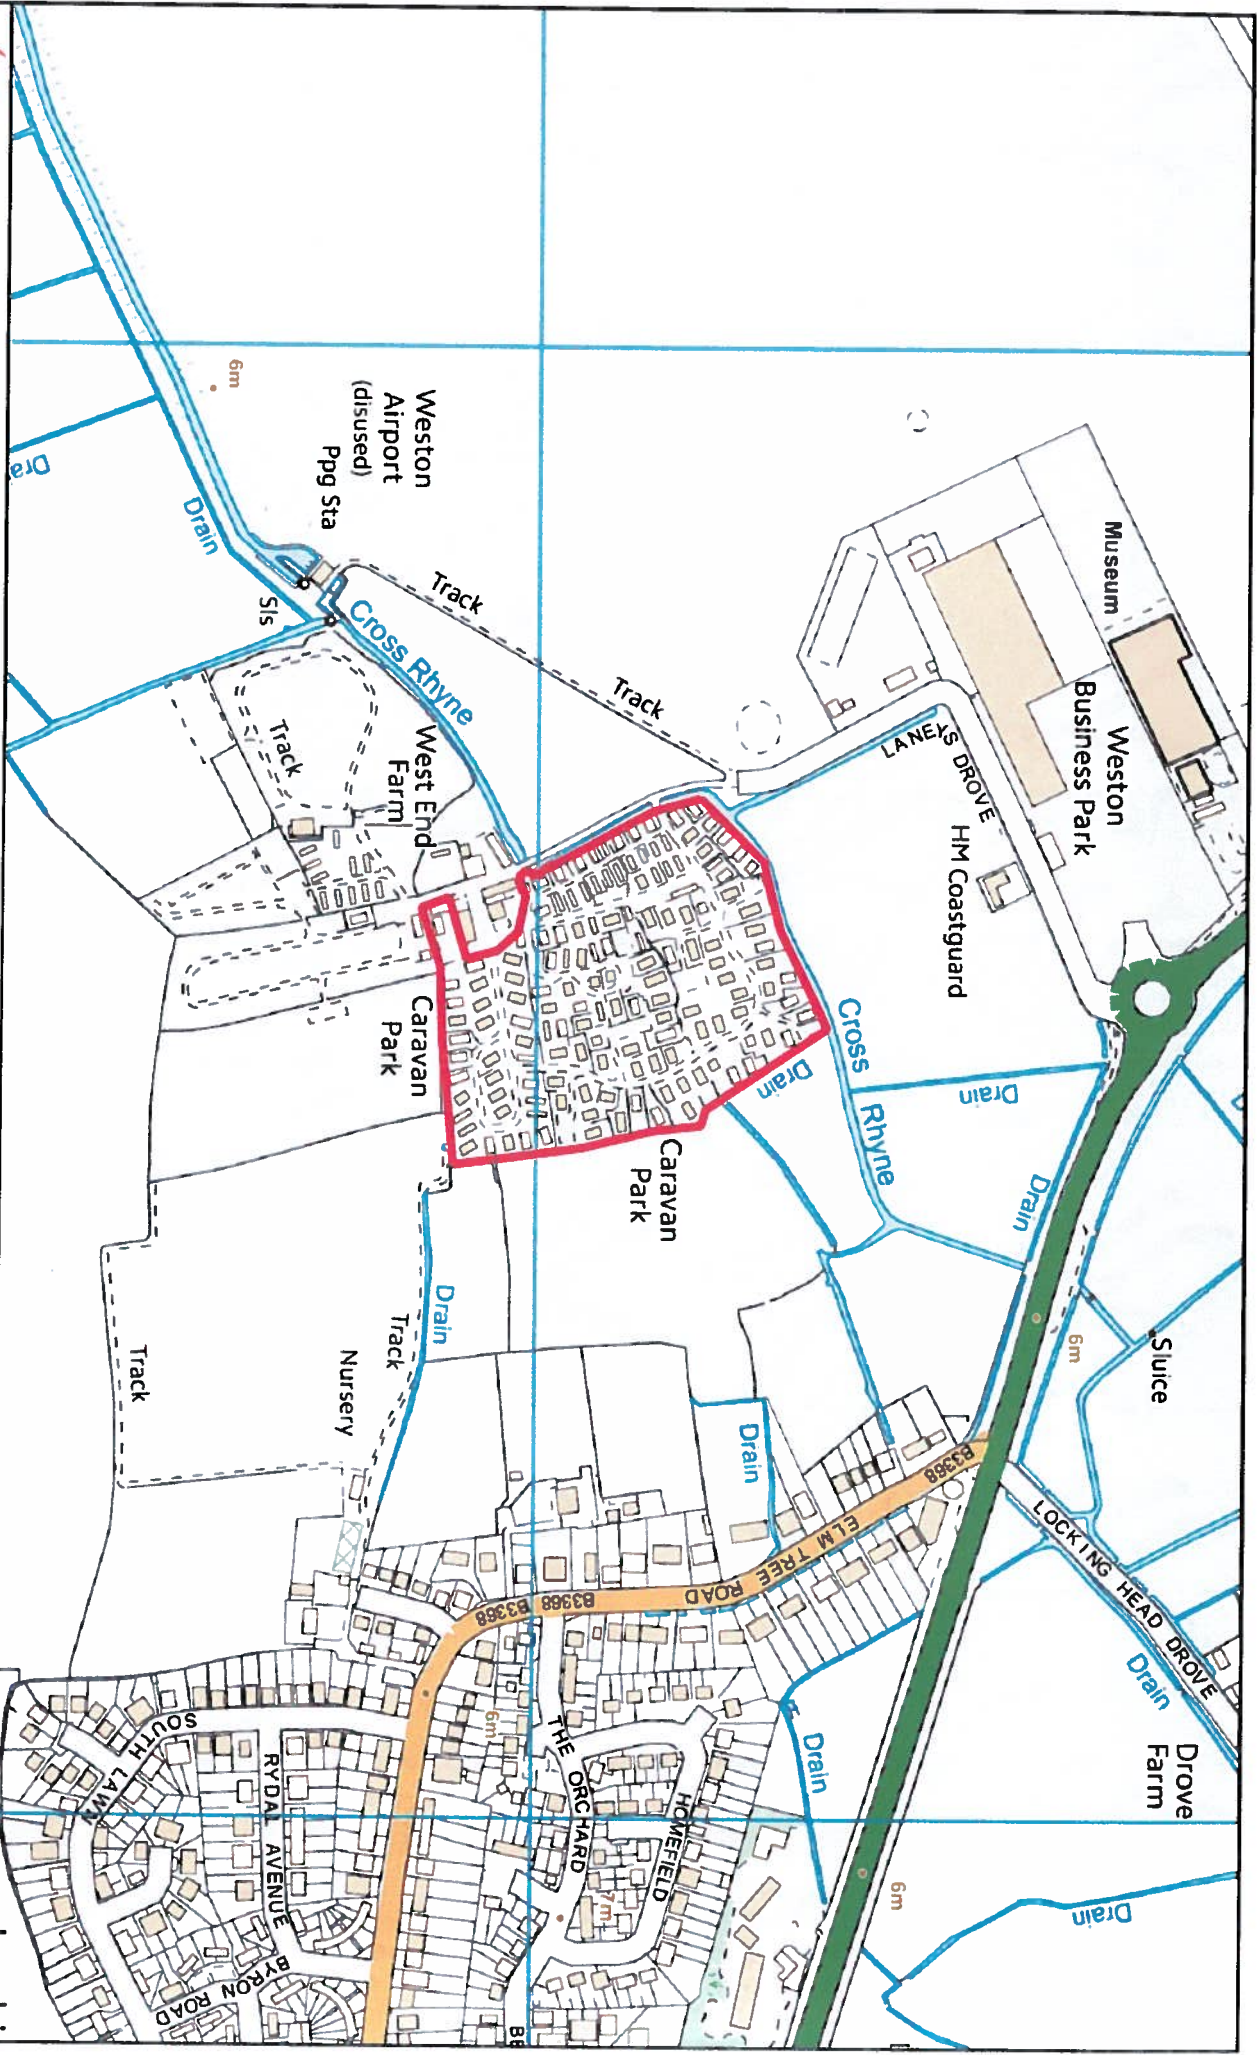 Museum
Weston
Business Park
LANEYS DROVE
HM Coastguard
Weston
Airport
(disused)
Ppg Sta
6m
Drain
Sls
Track
Track
Cross Rhyne
Track
West End
Farm
Caravan
Park
Caravan
Park
Cross
Rhyne
Drain
Drain
Drain
6m
Sluice
Drain
Track
Nursery
Track
Drain
B3368
ELM TREE ROAD
B3368
B3368
LOCKING HEAD DROVE
Drain
Drove
Farm
Drain
6m
THE ORCHARD
HOMEFIELD
7m
6m
Drain
SOUTH LAWN
RYDAL AVENUE
BYRON ROAD